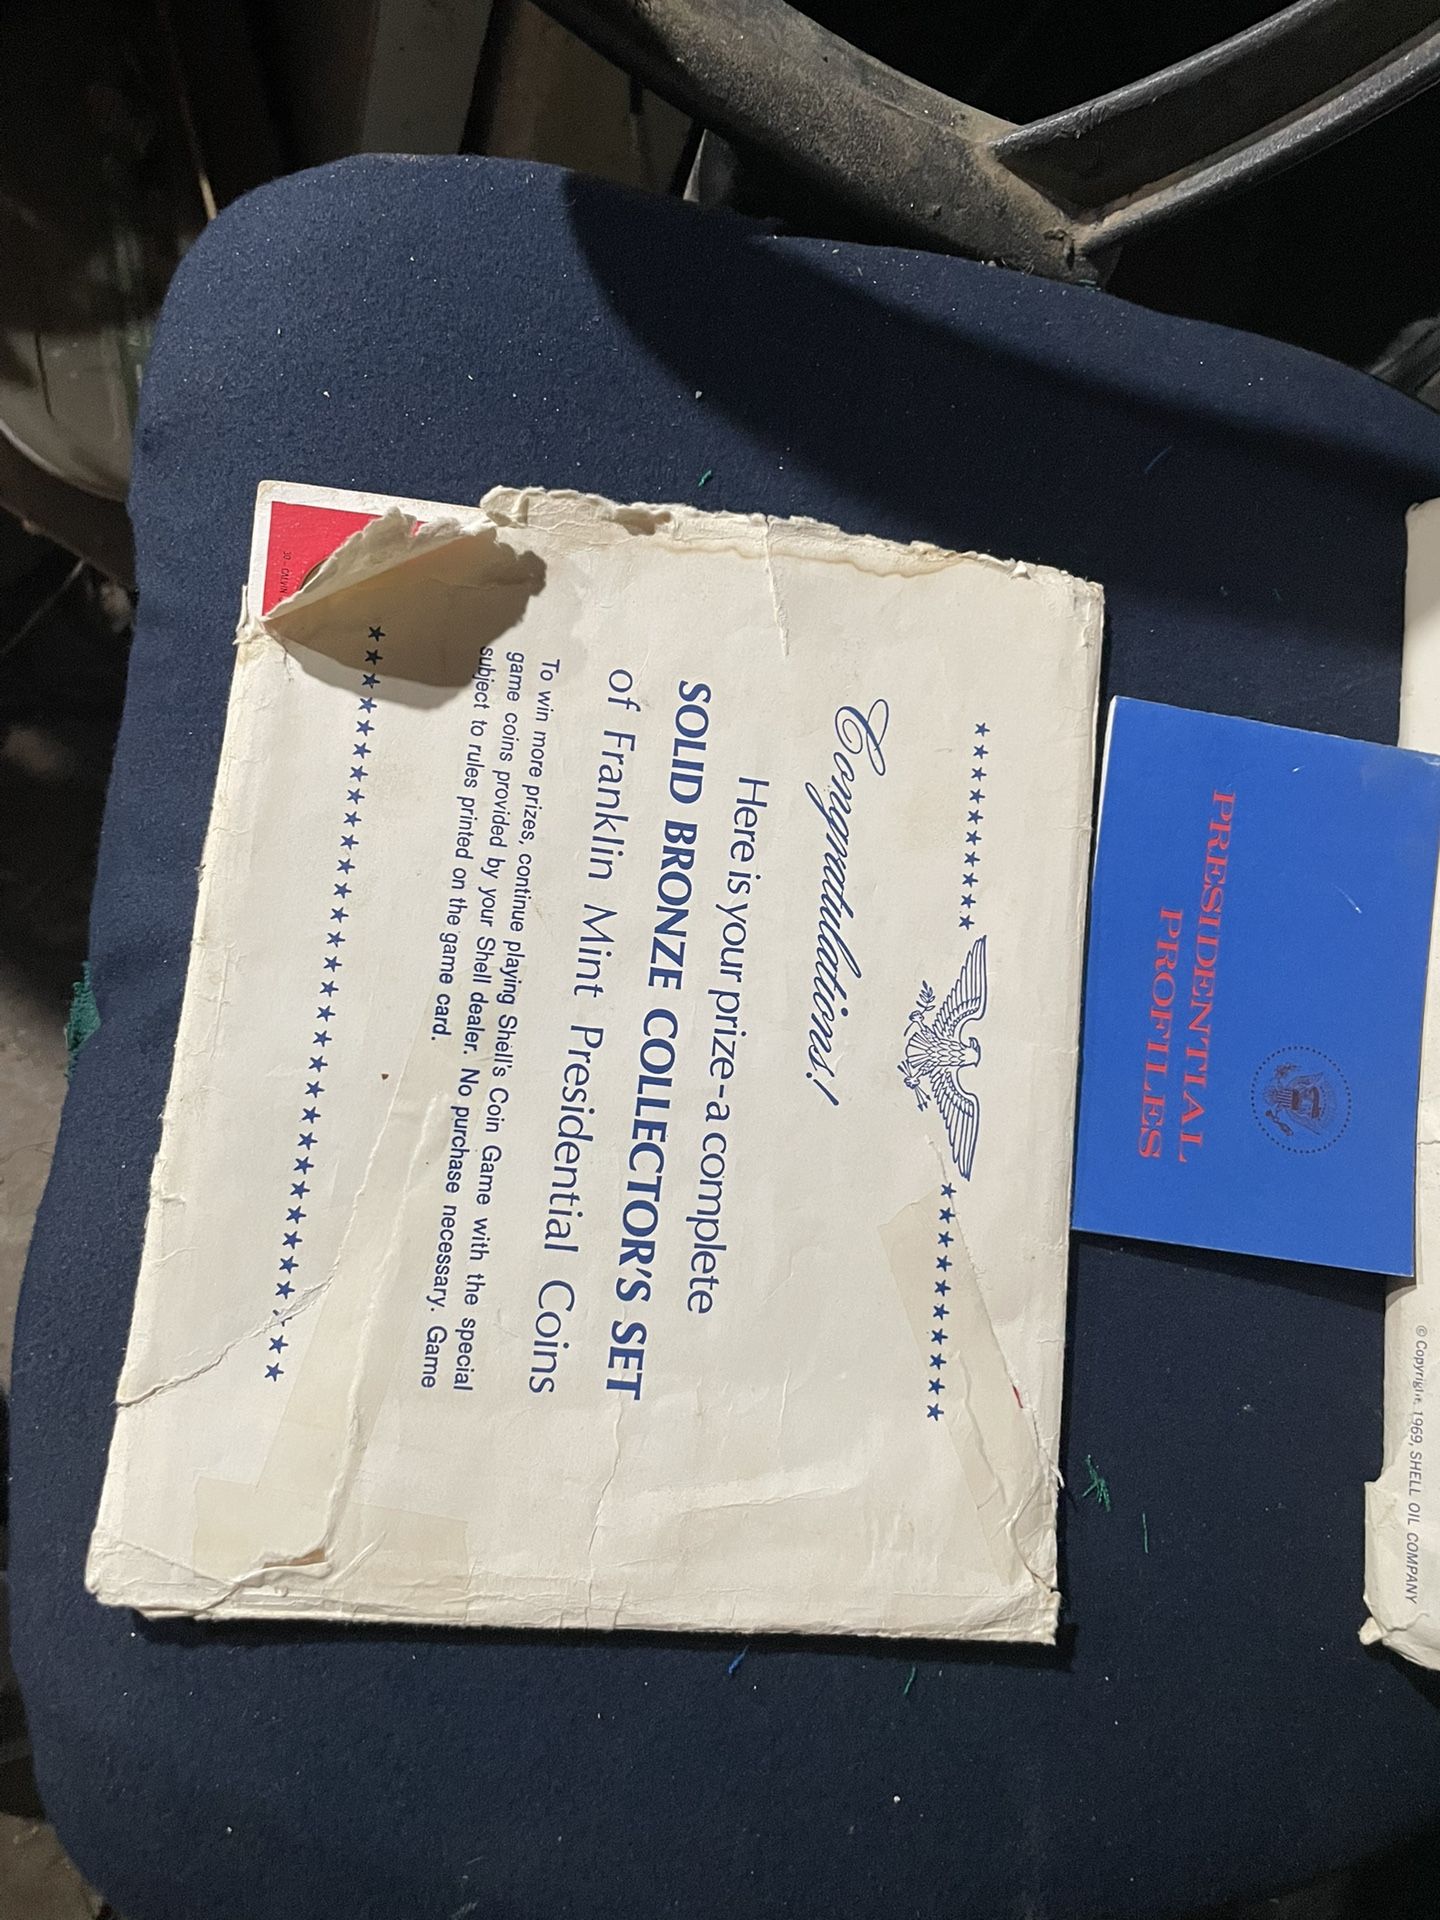 Congratulations!
Here is your prize-a complete
SOLID BRONZE COLLECTOR'S SET
of Franklin Mint Presidential Coins
To win more prizes, continue playing Shell's Coin Game with the special
game coins provided by your Shell dealer. No purchase necessary. Game
subject to rules printed on the game card.
30 - CALVIN
PRESIDENTIAL
PROFILES
© Copyright, 1969, SHELL OIL COMPANY